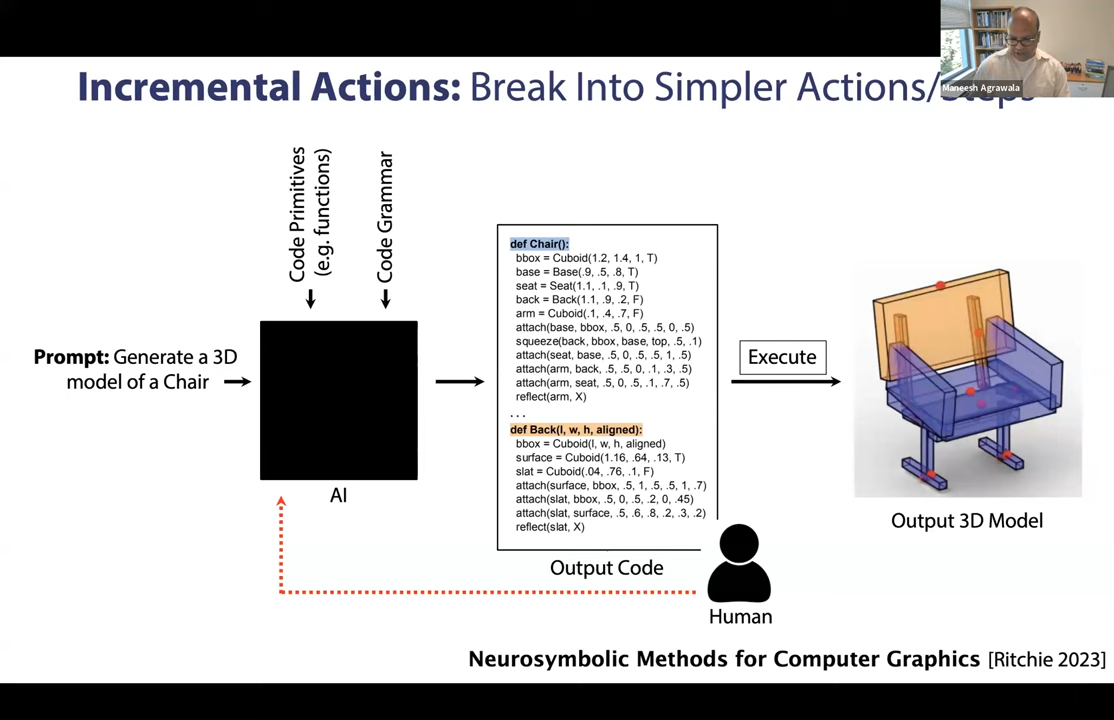 Incremental Actions: Break Into Simpler Actions/Steps
Maneesh Agrawala
Code Primitives
(e.g. functions)
Code Grammar
Prompt: Generate a 3D
model of a Chair
AI
def Chair():
bbox = Cuboid(1.2, 1.4, 1, T)
base = Base(.9, .5, .8, T)
seat = Seat(1.1, .1, .9, T)
back = Back(1.1, .9, .2, F)
arm = Cuboid(.1, .4, .7, F)
attach(base, bbox, .5, 0, .5, .5, 0, .5)
squeeze(back, bbox, base, top, .5, .1)
attach(seat, base, .5, 0, .5, .5, 1, .5)
attach(arm, back, .5, .5, 0, .1, .3, .5)
attach(arm, seat, .5, 0, .5, .1, .7, .5)
reflect(arm, X)
. . .
def Back(l, w, h, aligned):
bbox = Cuboid(l, w, h, aligned)
surface = Cuboid(1.16, .64, .13, T)
slat = Cuboid(.04, .76, .1, F)
attach(surface, bbox, .5, 1, .5, .5, 1, .7)
attach(slat, bbox, .5, 0, .5, .2, 0, .45)
attach(slat, surface, .5, .6, .8, .2, .3, .2)
reflect(slat, X)
Output Code
Execute
Output 3D Model
Human
Neurosymbolic Methods for Computer Graphics [Ritchie 2023]